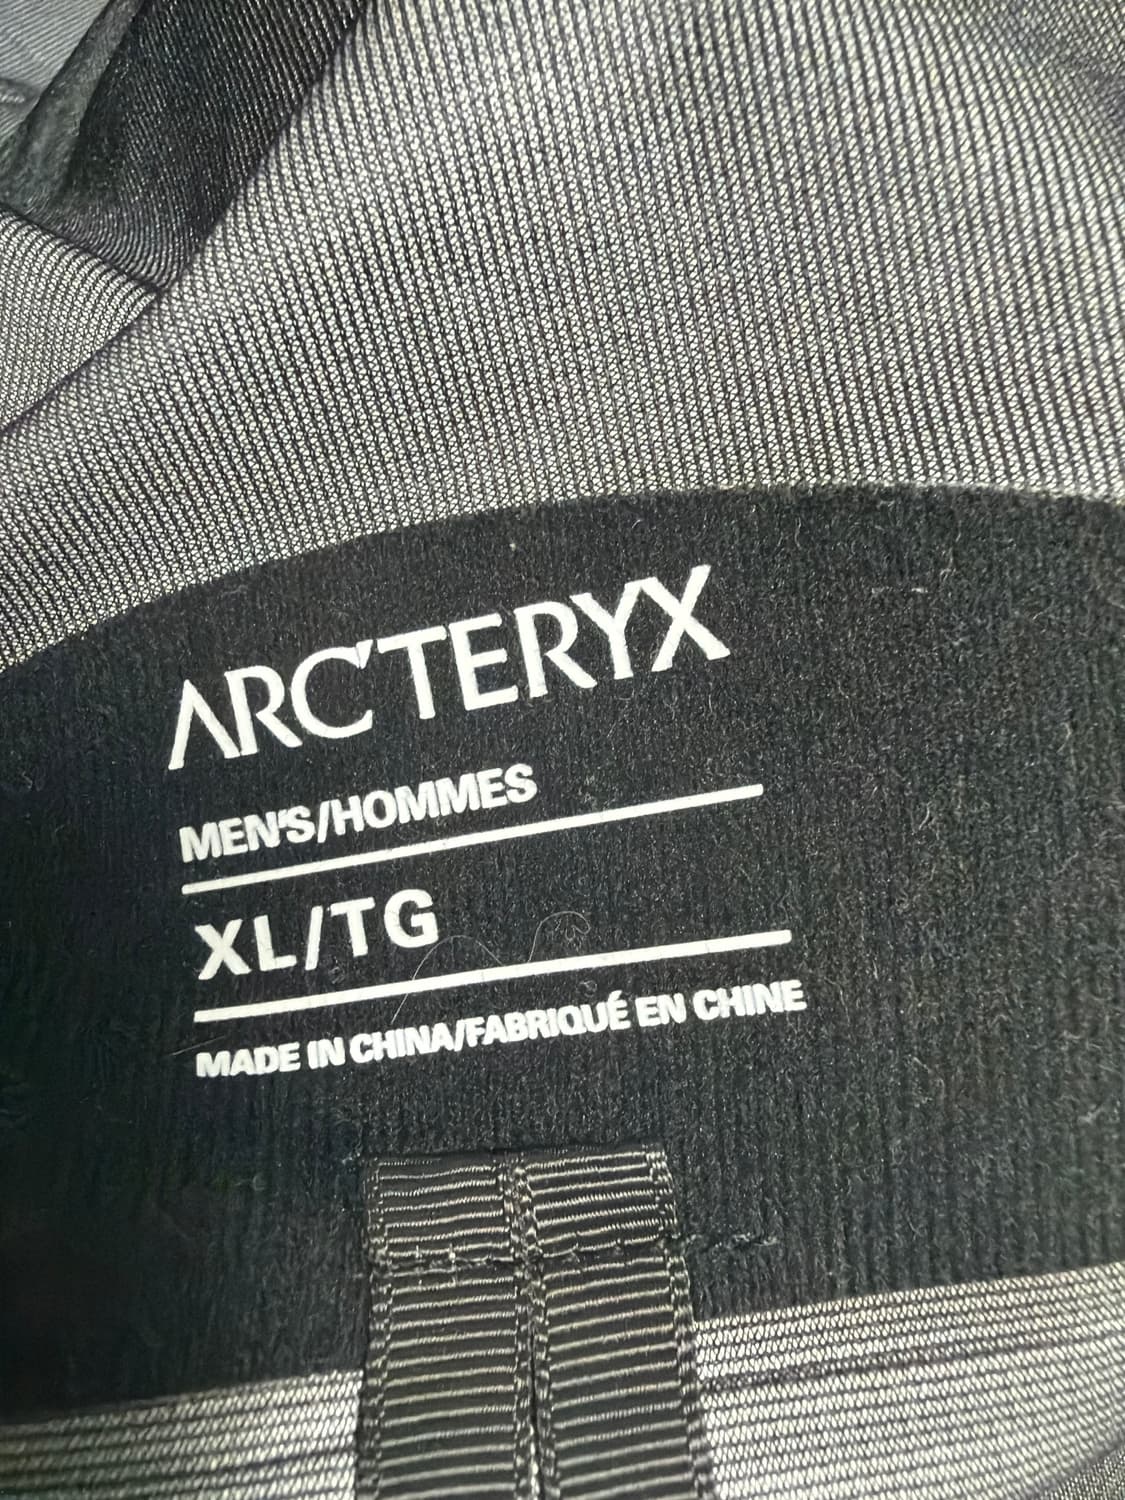 ARC'TERYX
MEN'S/HOMMES
XL/TG
MADE IN CHINA/FABRIQUÉ EN CHINE